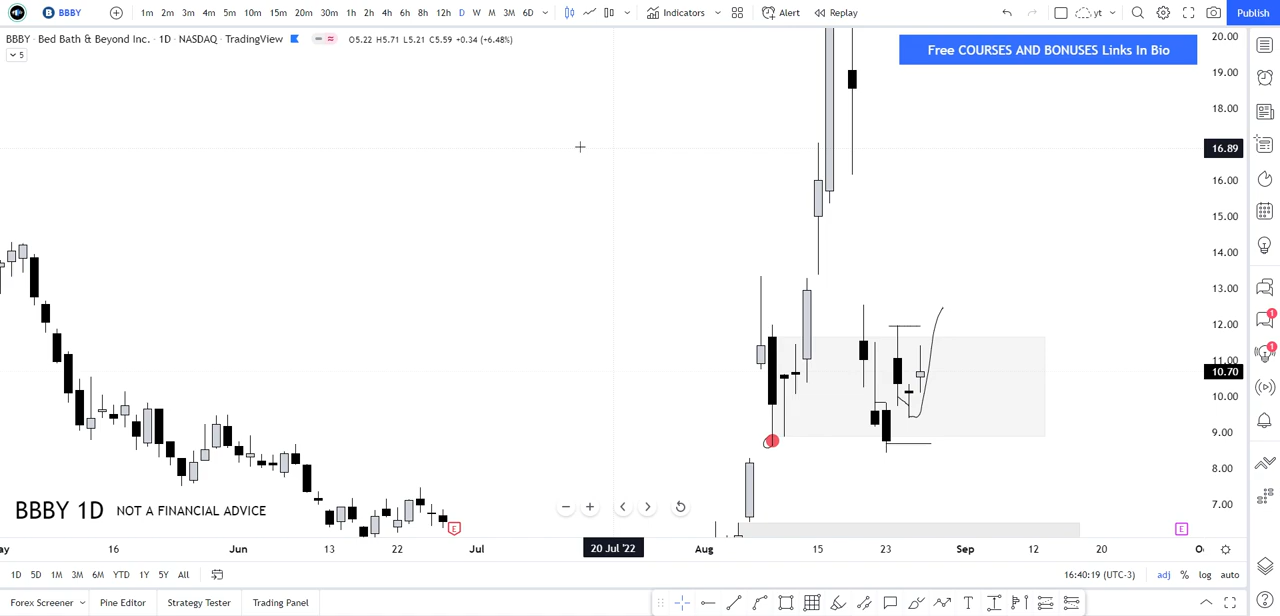 BBBY
1m 2m 3m 4m 5m 10m 15m 20m 30m 1h 2h 4h 6h 8h 12h D W M 3M 6D
Indicators
Alert
Replay
yt
Publish
BBBY · Bed Bath & Beyond Inc. · 1D · NASDAQ · TradingView
O5.22 H5.71 L5.21 C5.59 +0.34 (+6.48%)
5
Free COURSES AND BONUSES Links In Bio
20.00
19.00
18.00
16.89
16.00
15.00
14.00
13.00
12.00
11.00
10.70
10.00
9.00
8.00
7.00
1
1
BBBY 1D NOT A FINANCIAL ADVICE
E
E
ay 16 Jun 13 22 Jul 20 Jul '22 Aug 15 23 Sep 12 20 O
1D 5D 1M 3M 6M YTD 1Y 5Y All
16:40:19 (UTC-3) adj % log auto
Forex Screener Pine Editor Strategy Tester Trading Panel